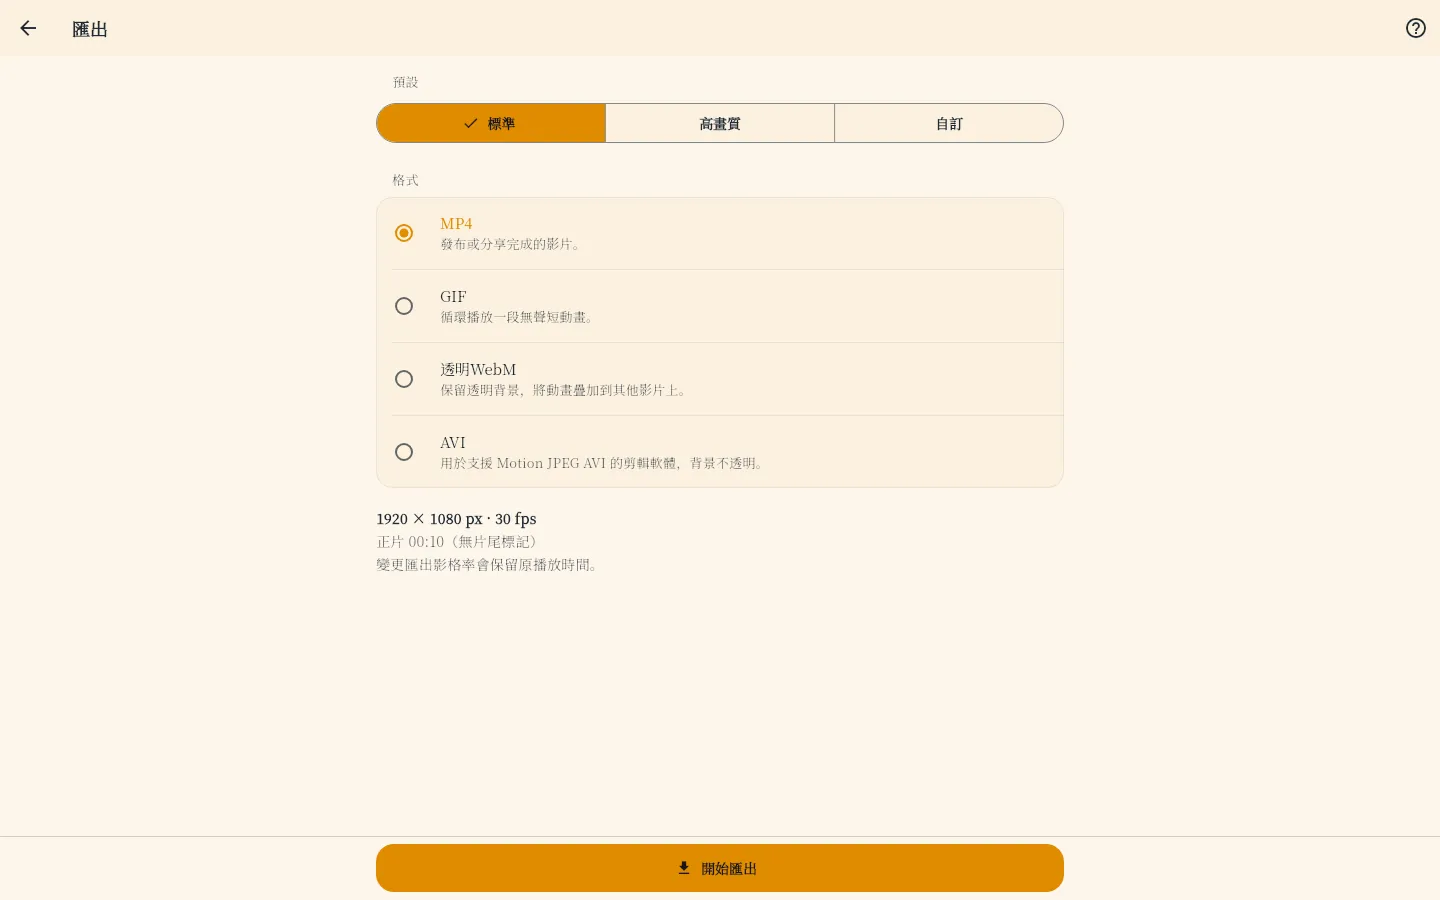 匯出
預設
標準
高畫質
自訂
格式
MP4
發布或分享完成的影片。
GIF
循環播放一段無聲短動畫。
透明WebM
保留透明背景，將動畫疊加到其他影片上。
AVI
用於支援 Motion JPEG AVI 的剪輯軟體，背景不透明。
1920 × 1080 px · 30 fps
正片 00:10（無片尾標記）
變更匯出影格率會保留原播放時間。
開始匯出